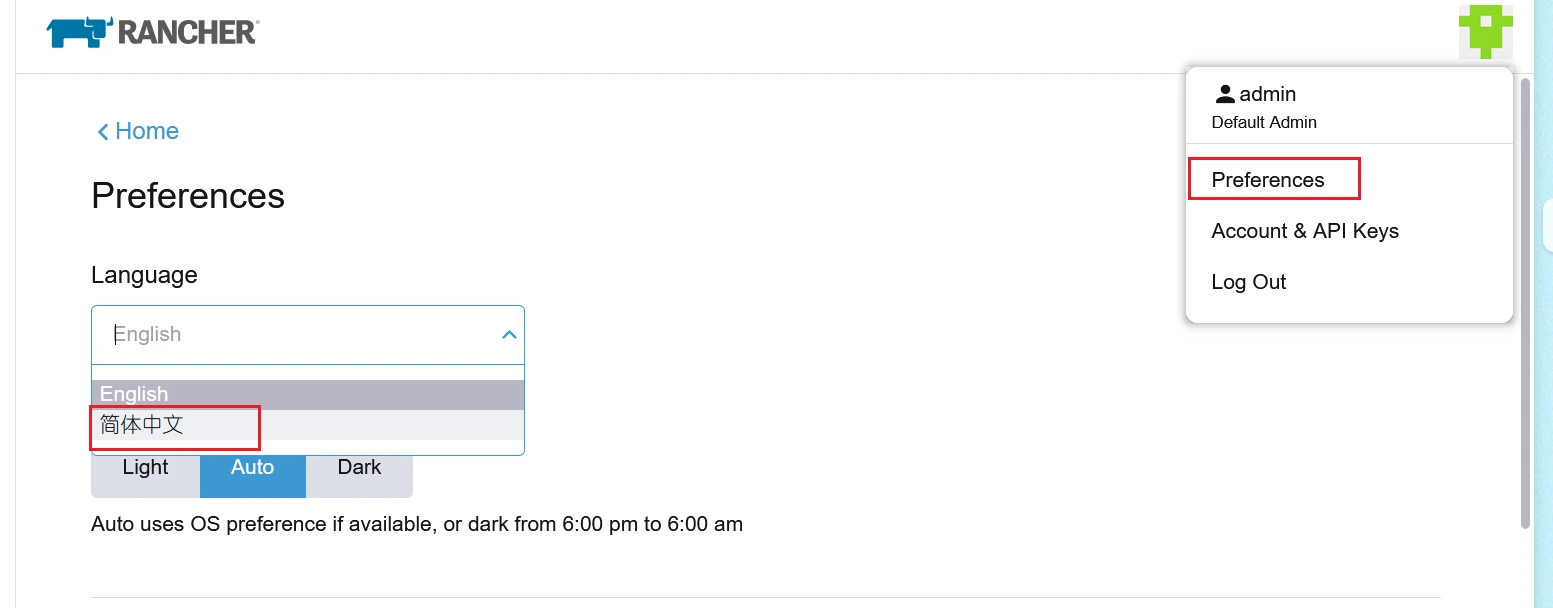 RANCHER®
admin
Default Admin
Preferences
Account & API Keys
Log Out
Home
Preferences
Language
English
English
简体中文
Light Auto Dark
Auto uses OS preference if available, or dark from 6:00 pm to 6:00 am